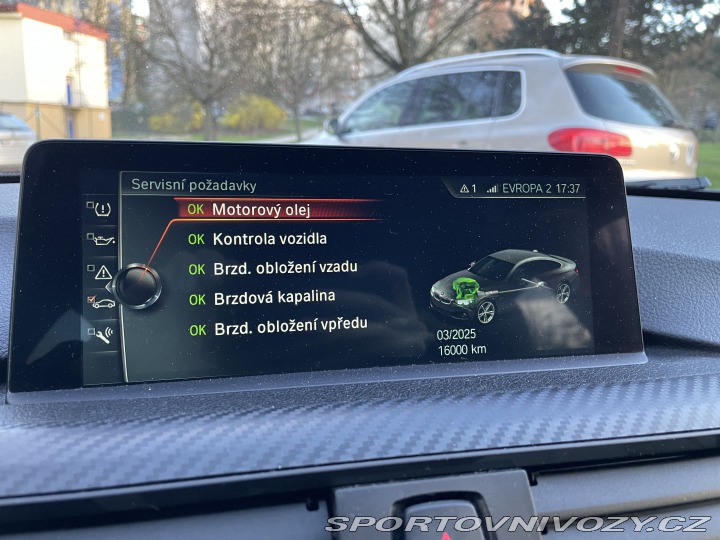 Servisní požadavky
1 EVROPA 2 17:37
OK Motorový olej
OK Kontrola vozidla
OK Brzd. obložení vzadu
OK Brzdová kapalina
OK Brzd. obložení vpředu
03/2025
16000 km
SPORTOVNIVOZY.CZ